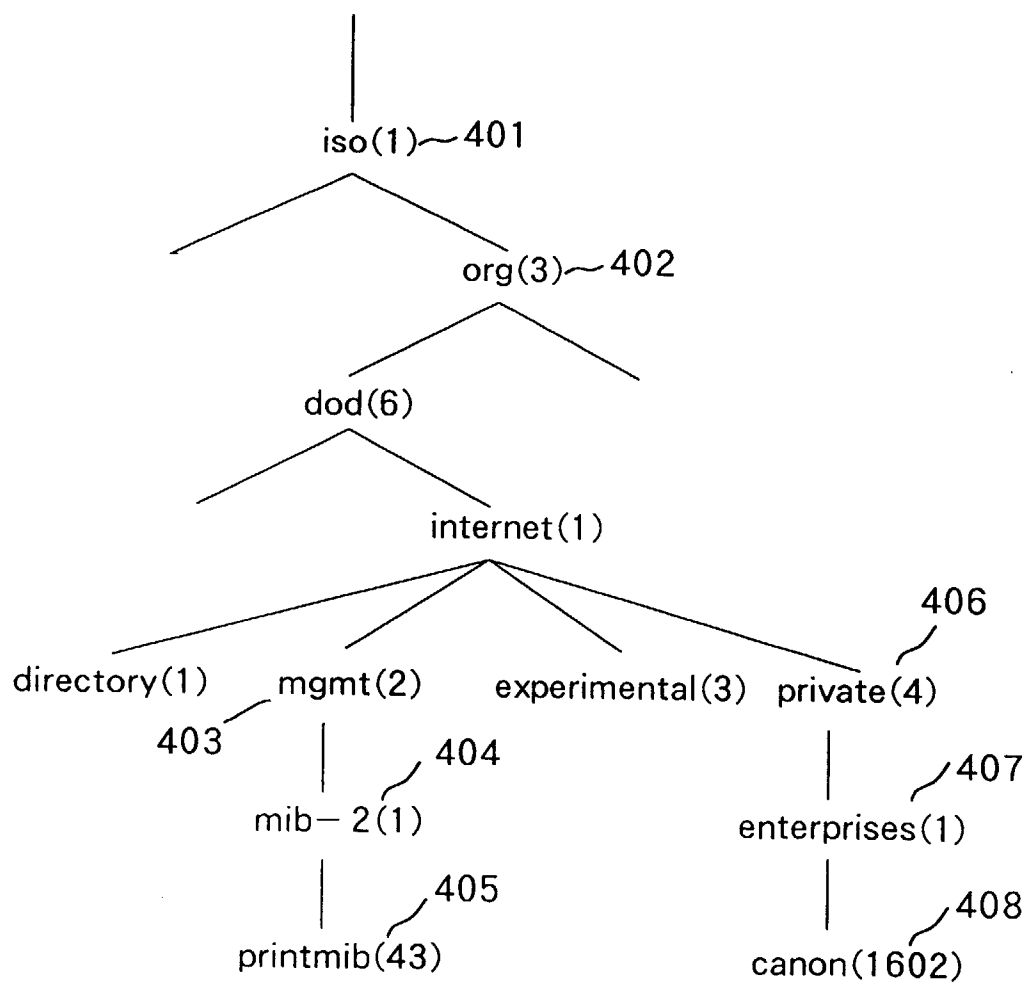 iso(1) 401
org(3) 402
dod(6)
internet(1)
406
directory(1) mgmt(2) experimental(3) private(4)
403
404 407
mib－2(1) enterprises(1)
405 408
printmib(43) canon(1602)